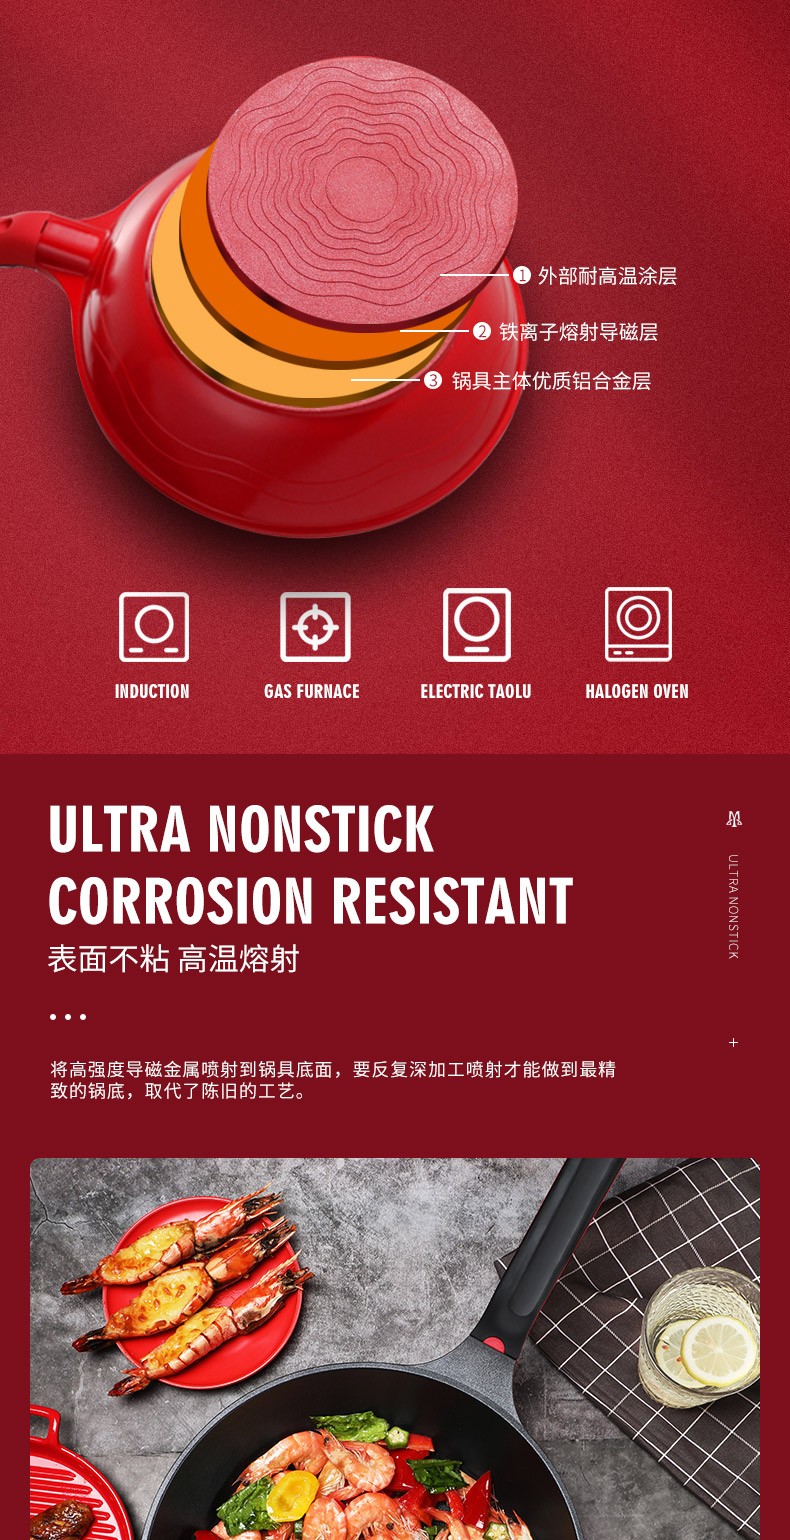 1 外部耐高温涂层
2 铁离子熔射导磁层
3 锅具主体优质铝合金层
INDUCTION
GAS FURNACE
ELECTRIC TAOLU
HALOGEN OVEN
ULTRA NONSTICK
CORROSION RESISTANT
表面不粘 高温熔射
ULTRA NONSTICK
+
将高强度导磁金属喷射到锅具底面，要反复深加工喷射才能做到最精
致的锅底，取代了陈旧的工艺。